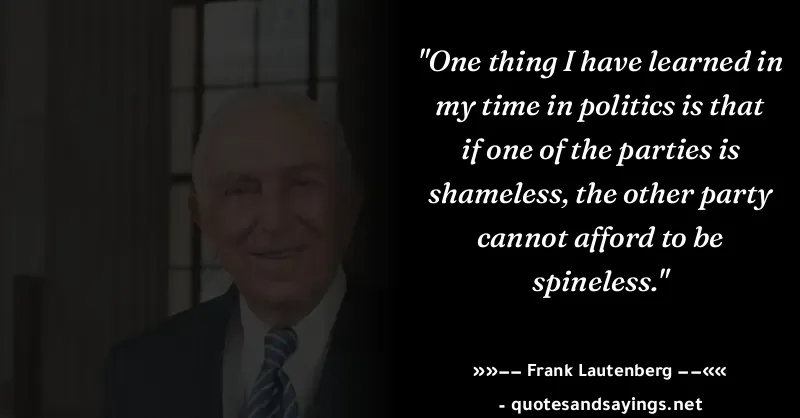 "One thing I have learned in
my time in politics is that
if one of the parties is
shameless, the other party
cannot afford to be
spineless."
»»−− Frank Lautenberg −−««
- quotesandsayings.net